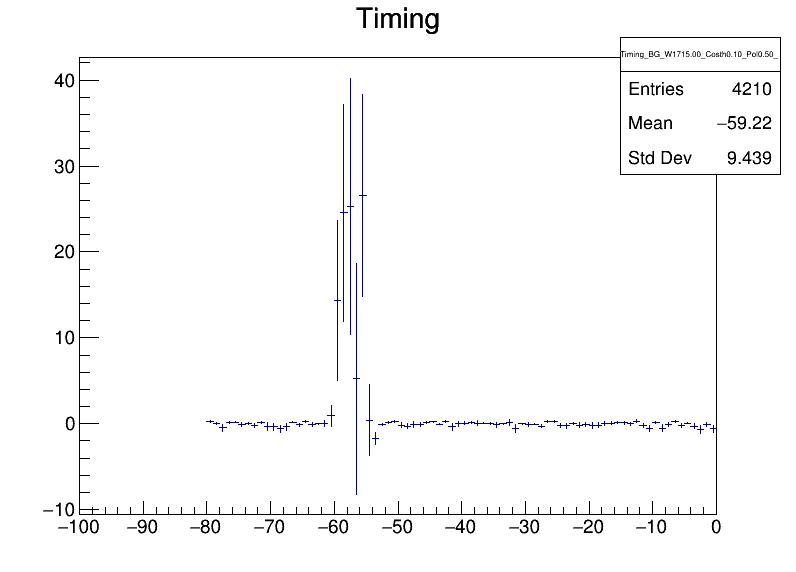 Timing
Timing_BG_W1715.00_Costh0.10_Pol0.50_
Entries 4210
Mean −59.22
Std Dev 9.439
40
30
20
10
0
−10
−100 −90 −80 −70 −60 −50 −40 −30 −20 −10 0